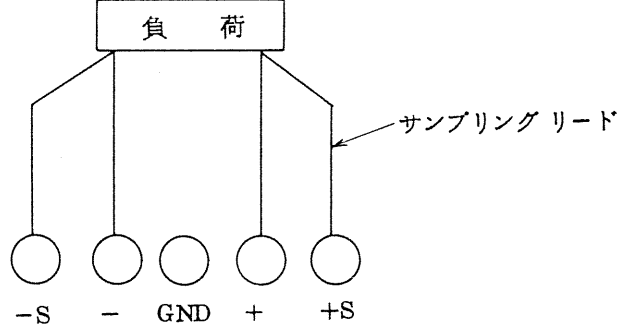 負 荷
サンプリング リード
-S - GND + +S